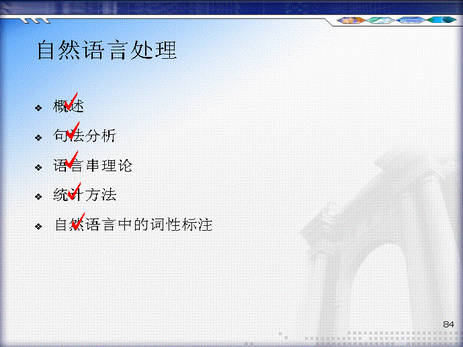 自然语言处理
概述
句法分析
语言串理论
统计方法
自然语言中的词性标注
84